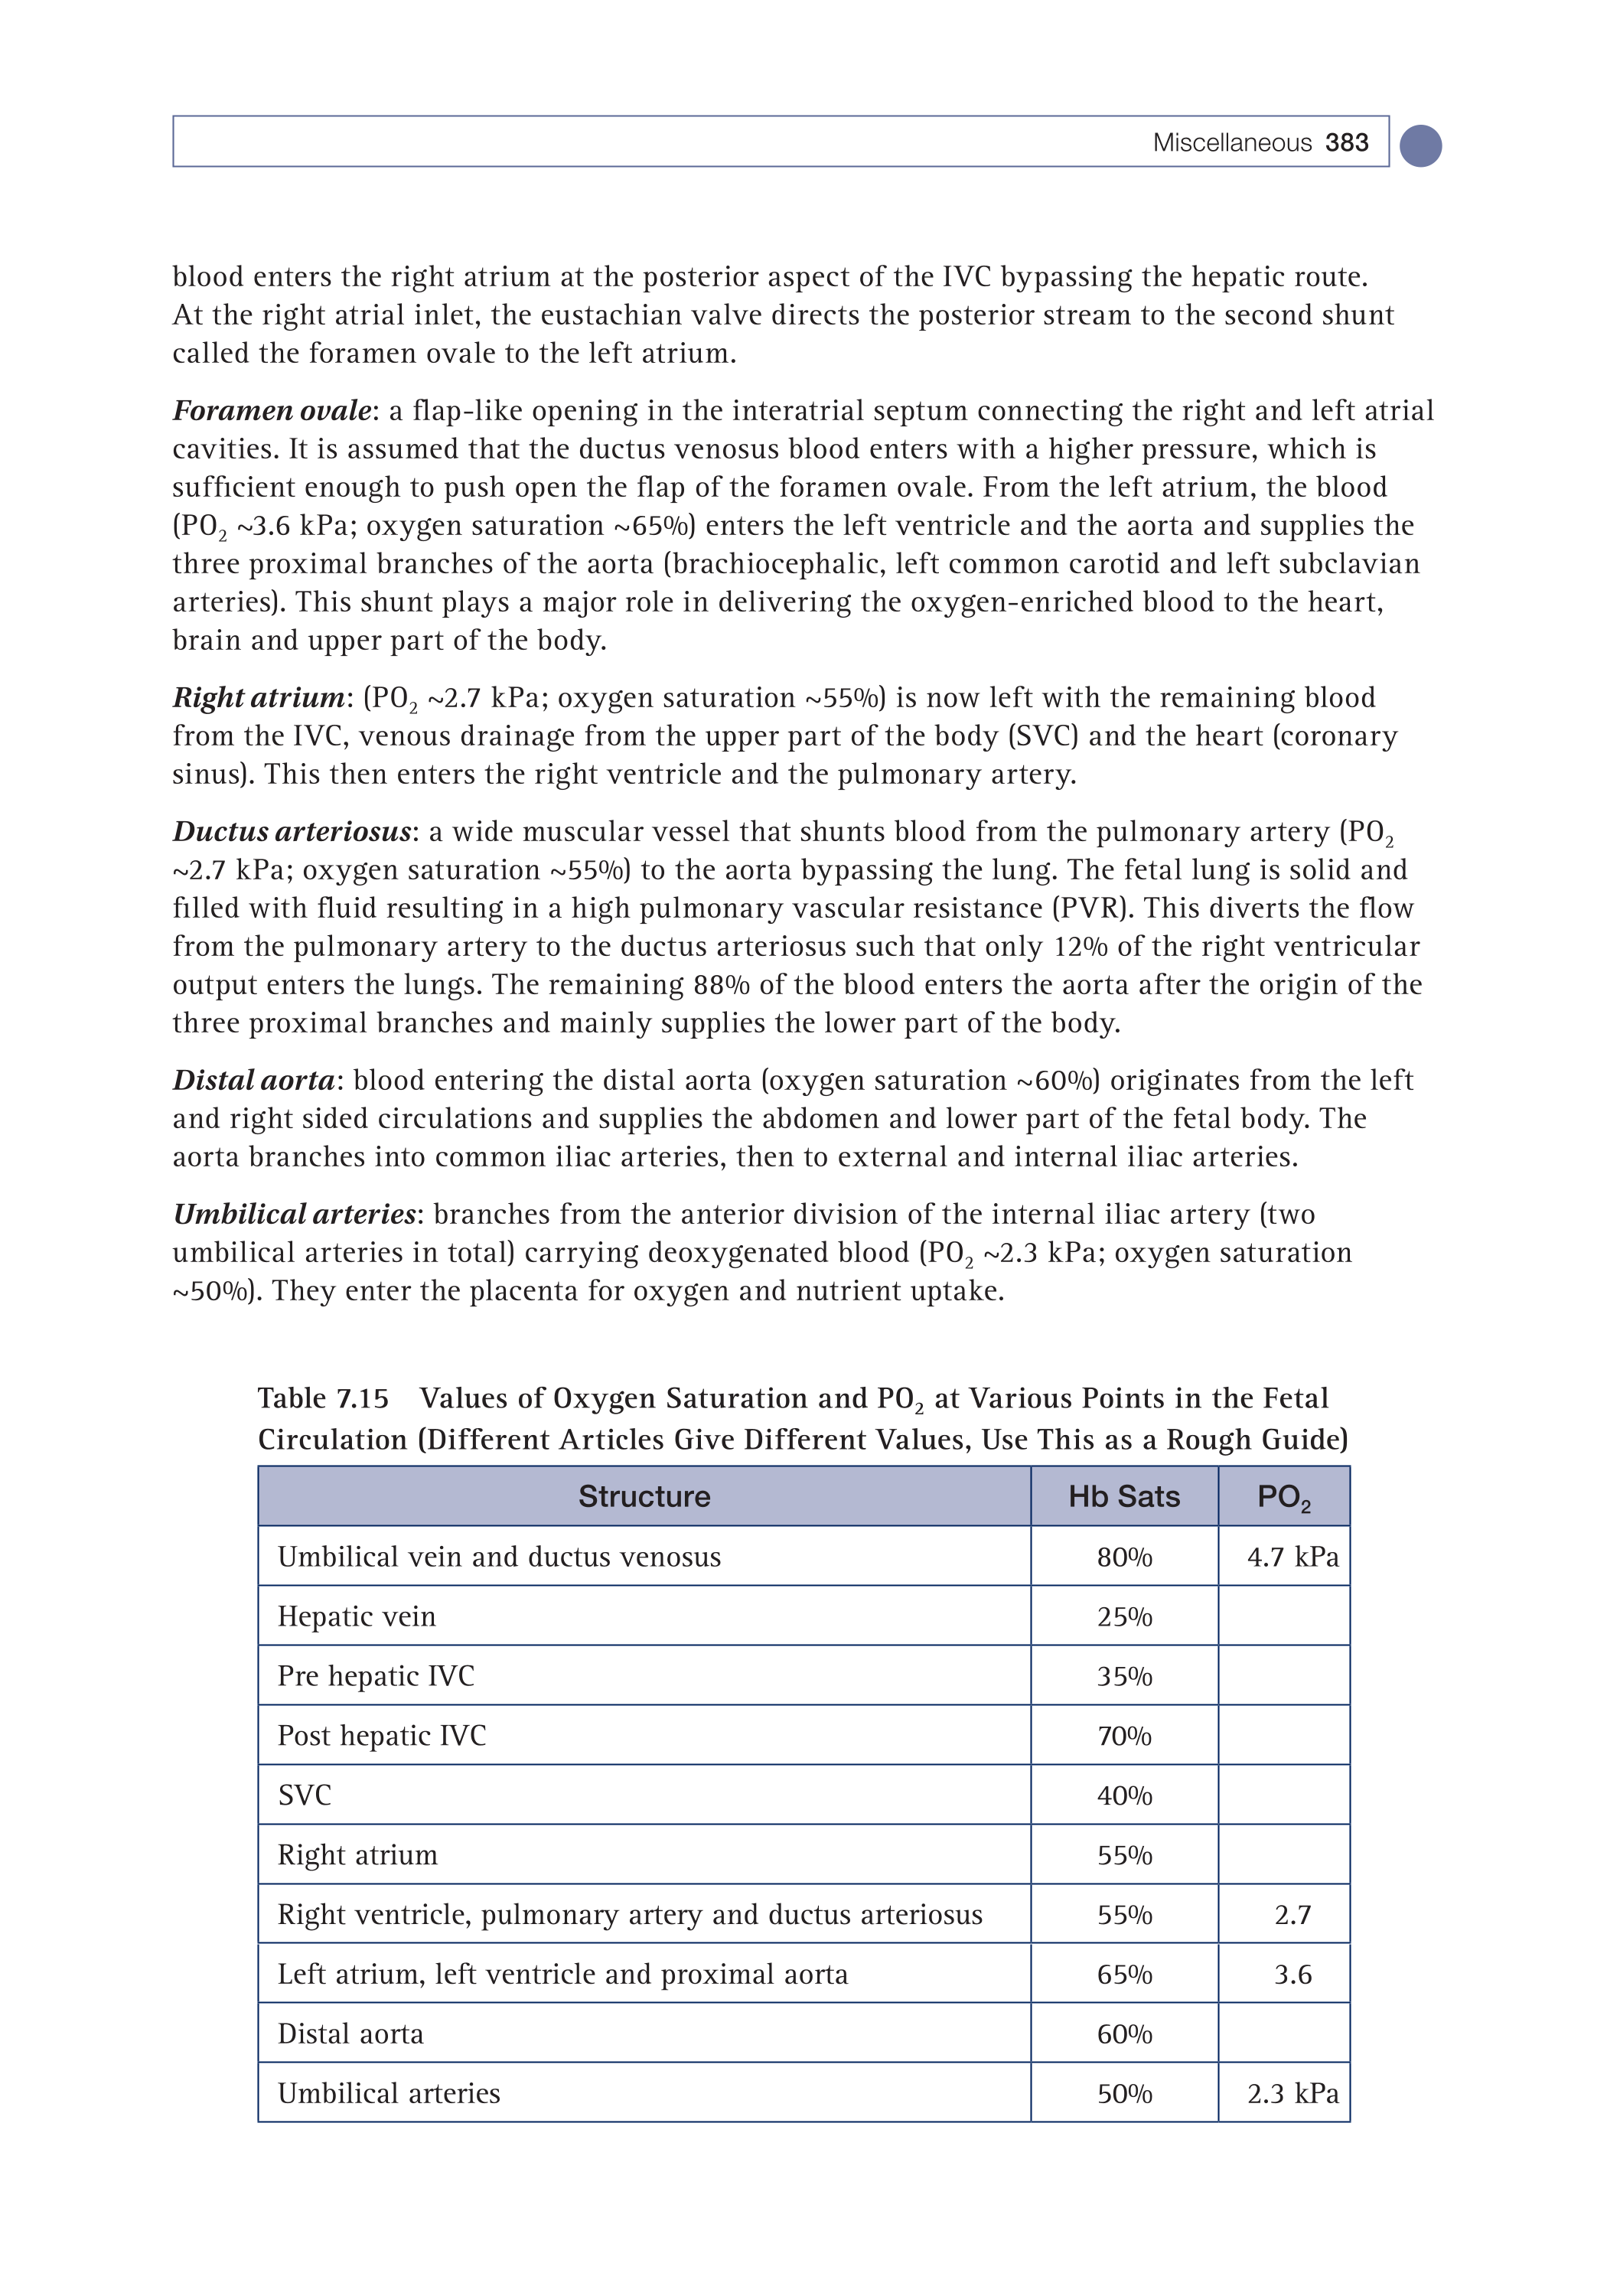 Miscellaneous 383
blood enters the right atrium at the posterior aspect of the IVC bypassing the hepatic route.
At the right atrial inlet, the eustachian valve directs the posterior stream to the second shunt
called the foramen ovale to the left atrium.
Foramen ovale: a flap-like opening in the interatrial septum connecting the right and left atrial
cavities. It is assumed that the ductus venosus blood enters with a higher pressure, which is
sufficient enough to push open the flap of the foramen ovale. From the left atrium, the blood
(PO₂ ~3.6 kPa; oxygen saturation ~65%) enters the left ventricle and the aorta and supplies the
three proximal branches of the aorta (brachiocephalic, left common carotid and left subclavian
arteries). This shunt plays a major role in delivering the oxygen-enriched blood to the heart,
brain and upper part of the body.
Right atrium: (PO₂ ~2.7 kPa; oxygen saturation ~55%) is now left with the remaining blood
from the IVC, venous drainage from the upper part of the body (SVC) and the heart (coronary
sinus). This then enters the right ventricle and the pulmonary artery.
Ductus arteriosus: a wide muscular vessel that shunts blood from the pulmonary artery (PO₂
~2.7 kPa; oxygen saturation ~55%) to the aorta bypassing the lung. The fetal lung is solid and
filled with fluid resulting in a high pulmonary vascular resistance (PVR). This diverts the flow
from the pulmonary artery to the ductus arteriosus such that only 12% of the right ventricular
output enters the lungs. The remaining 88% of the blood enters the aorta after the origin of the
three proximal branches and mainly supplies the lower part of the body.
Distal aorta: blood entering the distal aorta (oxygen saturation ~60%) originates from the left
and right sided circulations and supplies the abdomen and lower part of the fetal body. The
aorta branches into common iliac arteries, then to external and internal iliac arteries.
Umbilical arteries: branches from the anterior division of the internal iliac artery (two
umbilical arteries in total) carrying deoxygenated blood (PO₂ ~2.3 kPa; oxygen saturation
~50%). They enter the placenta for oxygen and nutrient uptake.
Table 7.15 Values of Oxygen Saturation and PO₂ at Various Points in the Fetal
Circulation (Different Articles Give Different Values, Use This as a Rough Guide)
Structure Hb Sats PO₂
Umbilical vein and ductus venosus 80% 4.7 kPa
Hepatic vein 25%
Pre hepatic IVC 35%
Post hepatic IVC 70%
SVC 40%
Right atrium 55%
Right ventricle, pulmonary artery and ductus arteriosus 55% 2.7
Left atrium, left ventricle and proximal aorta 65% 3.6
Distal aorta 60%
Umbilical arteries 50% 2.3 kPa